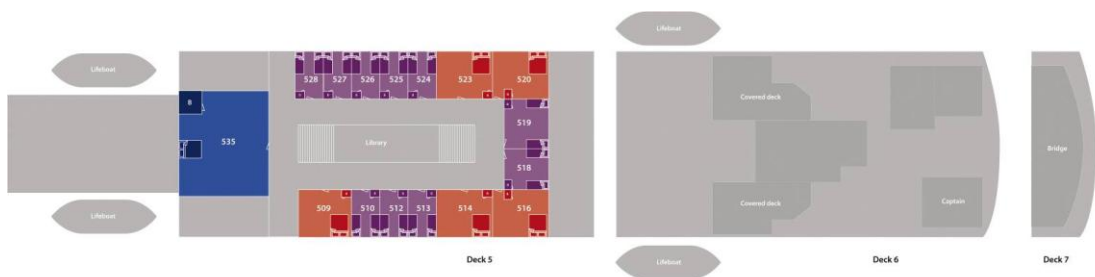 Lifeboat
Lifeboat
528
527
526
525
524
523
520
8
535
519
Library
518
509
510
512
513
514
516
Lifeboat
Deck 5
Lifeboat
Covered deck
Covered deck
Captain
Lifeboat
Deck 6
Bridge
Deck 7